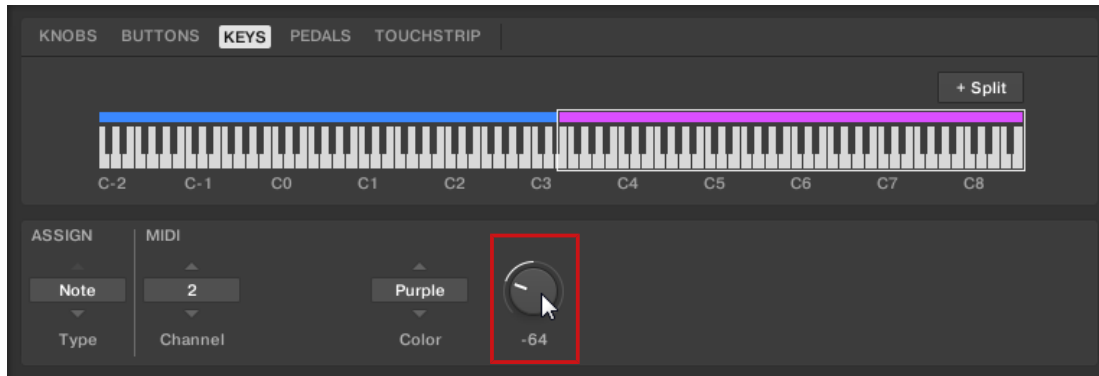 KNOBS BUTTONS KEYS PEDALS TOUCHSTRIP
+ Split
C-2 C-1 C0 C1 C2 C3 C4 C5 C6 C7 C8
ASSIGN MIDI
Note 2 Purple
Type Channel Color -64